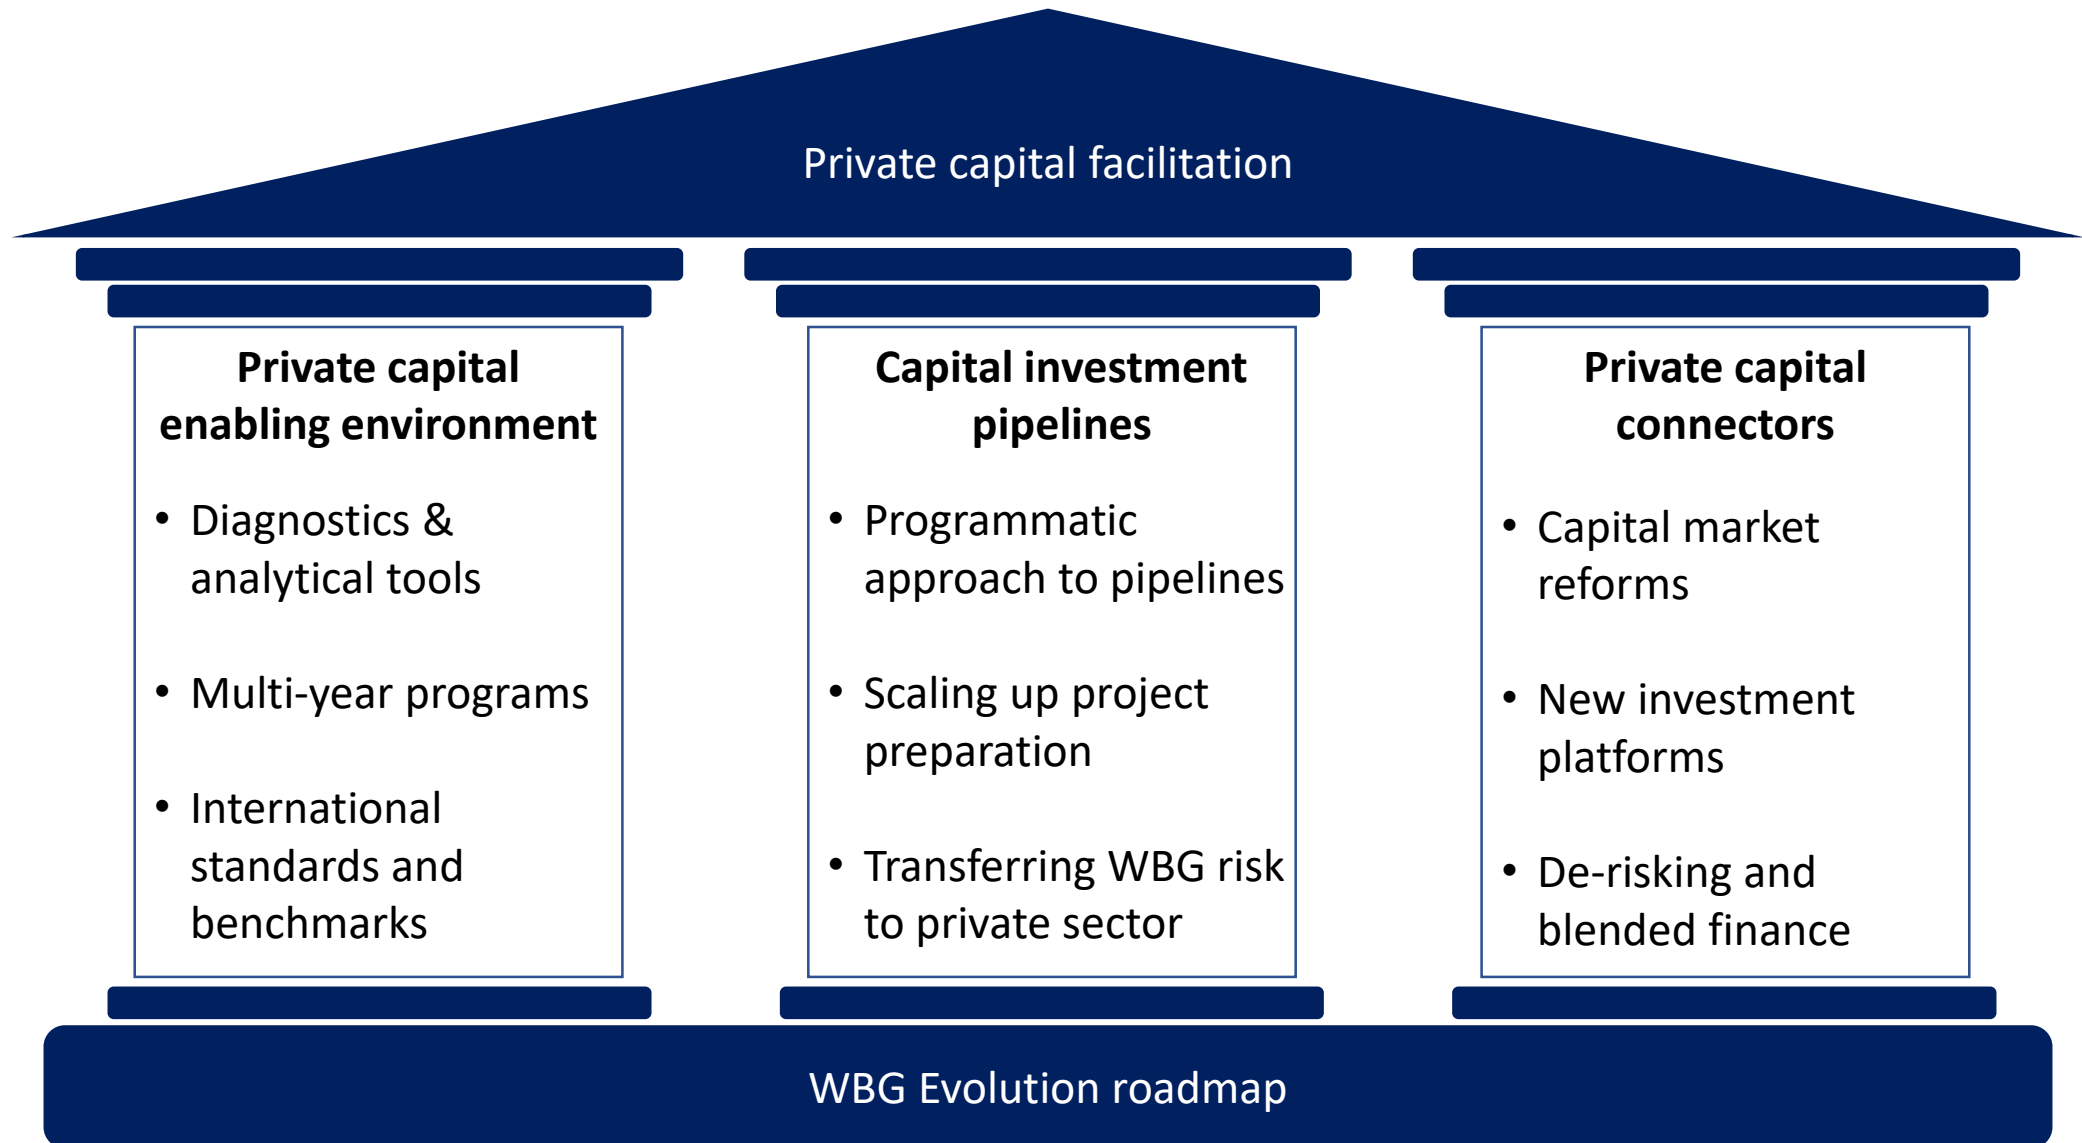 Private capital facilitation
Private capital
enabling environment
• Diagnostics &
analytical tools
• Multi-year programs
• International
standards and
benchmarks
Capital investment
pipelines
• Programmatic
approach to pipelines
• Scaling up project
preparation
• Transferring WBG risk
to private sector
Private capital
connectors
• Capital market
reforms
• New investment
platforms
• De-risking and
blended finance
WBG Evolution roadmap